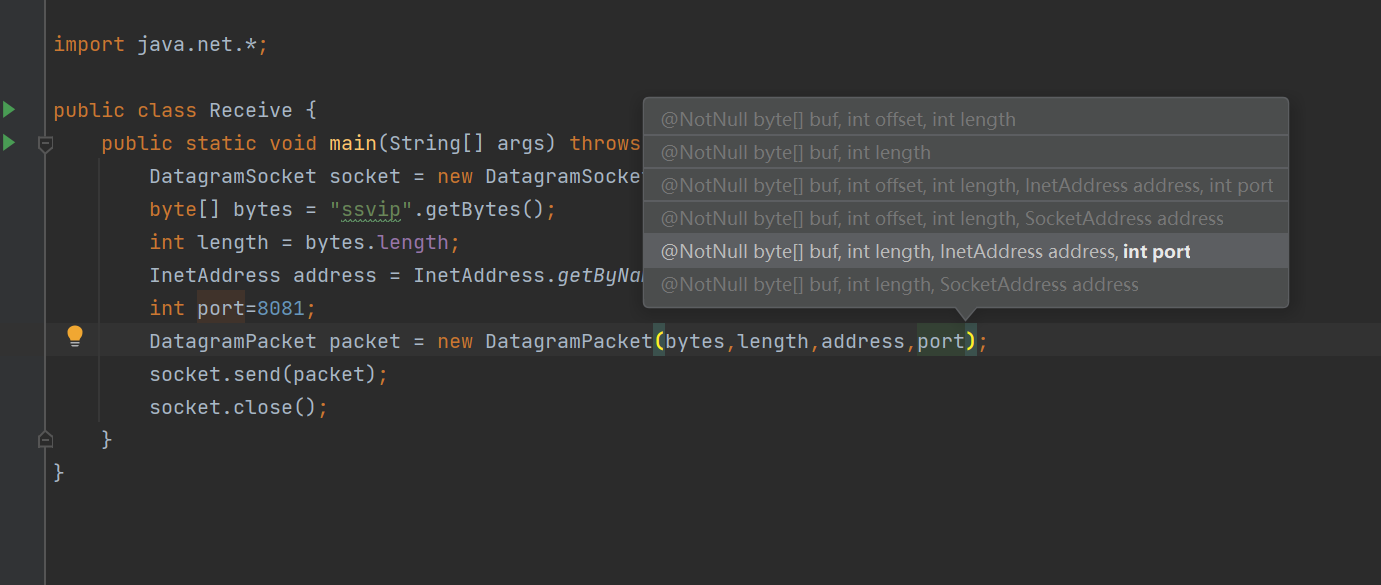 import java.net.*;
public class Receive {
public static void main(String[] args) throws
DatagramSocket socket = new
byte[] bytes = "ssvip".getBytes();
int length = bytes.length;
InetAddress address = InetAddress.
int port=8081;
DatagramPacket packet = new DatagramPacket(bytes,length,address,port);
socket.send(packet);
socket.close();
}
}
@NotNull byte[] buf, int offset, int length
@NotNull byte[] buf, int length
@NotNull byte[] buf, int offset, int length, InetAddress address, int port
@NotNull byte[] buf, int offset, int length, SocketAddress address
@NotNull byte[] buf, int length, InetAddress address, int port
@NotNull byte[] buf, int length, SocketAddress address